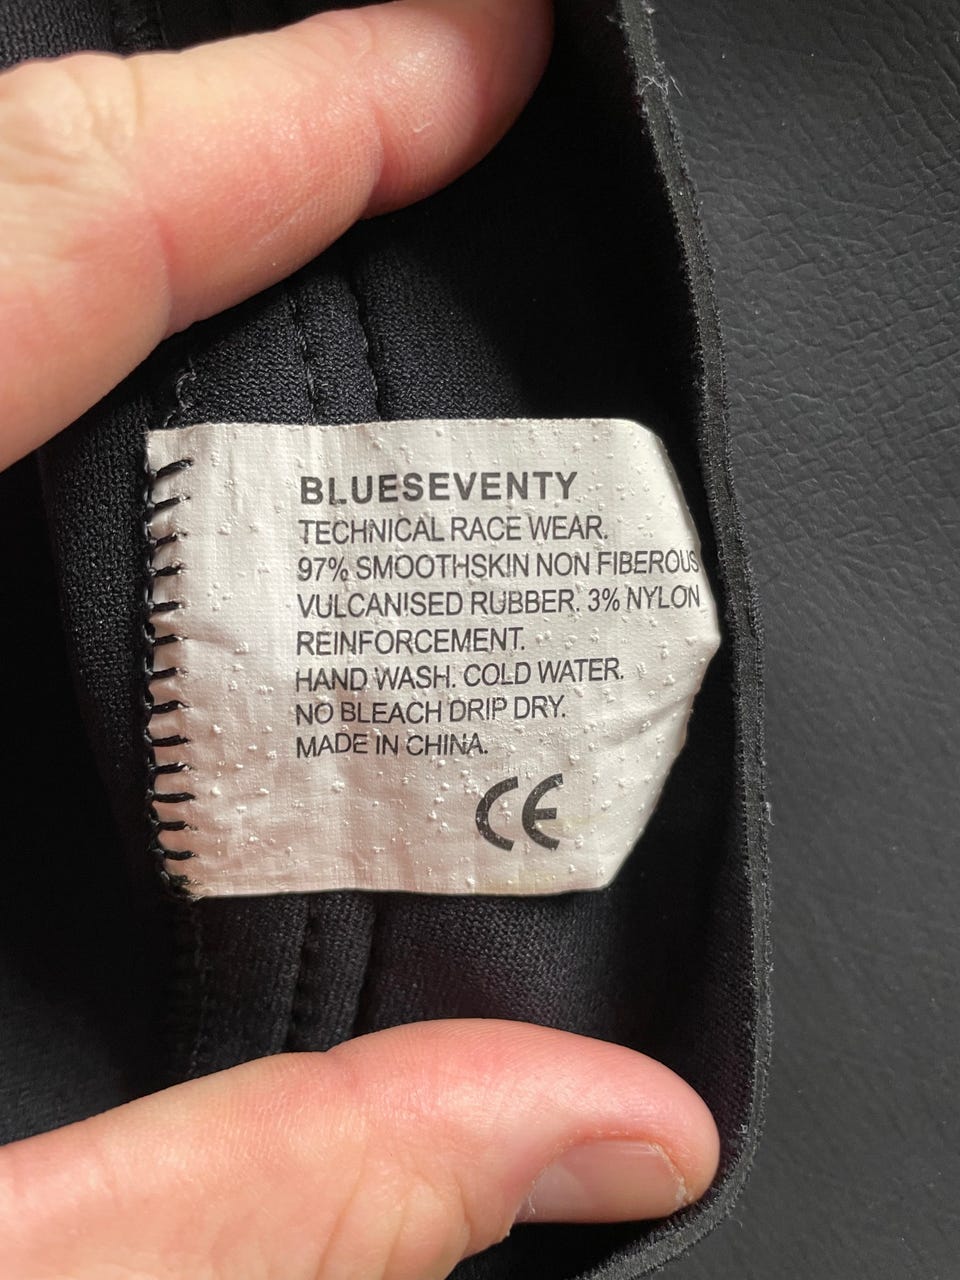 BLUESEVENTY
TECHNICAL RACE WEAR.
97% SMOOTHSKIN NON FIBEROUS
VULCANISED RUBBER. 3% NYLON
REINFORCEMENT.
HAND WASH. COLD WATER.
NO BLEACH DRIP DRY.
MADE IN CHINA.
CE